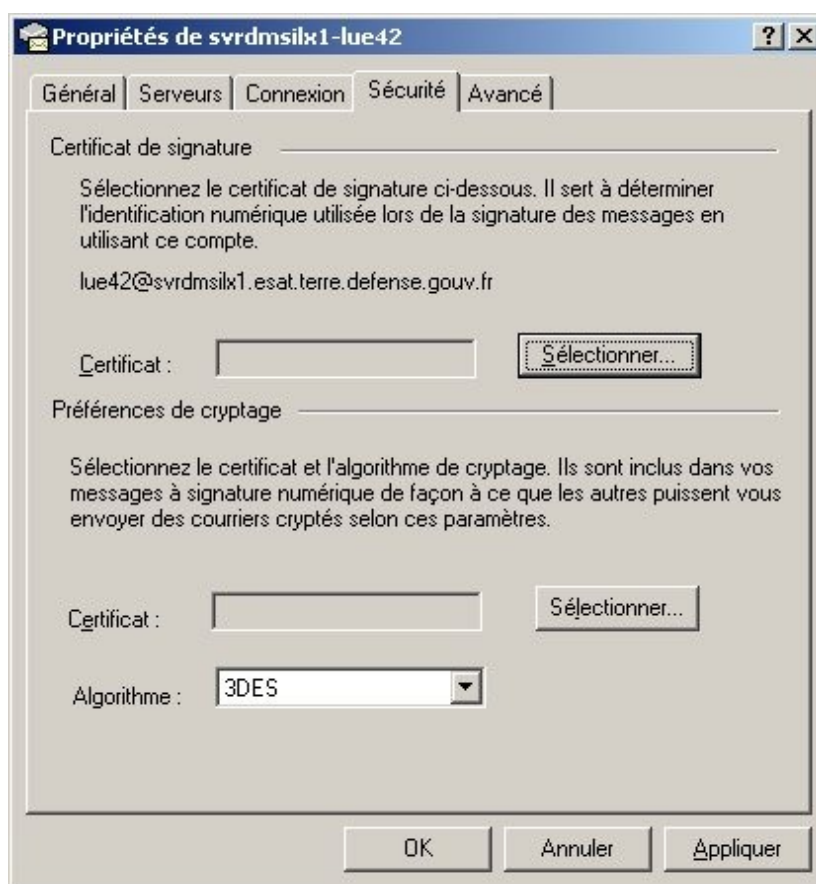 Propriétés de svrdmsilx1-lue42
Général Serveurs Connexion Sécurité Avancé
Certificat de signature
Sélectionnez le certificat de signature ci-dessous. Il sert à déterminer
l'identification numérique utilisée lors de la signature des messages en
utilisant ce compte.
lue42@svrdmsilx1.esat.terre.defense.gouv.fr
Certificat : Sélectionner...
Préférences de cryptage
Sélectionnez le certificat et l'algorithme de cryptage. Ils sont inclus dans vos
messages à signature numérique de façon à ce que les autres puissent vous
envoyer des courriers cryptés selon ces paramètres.
Certificat : Sélectionner...
Algorithme : 3DES
OK Annuler Appliquer